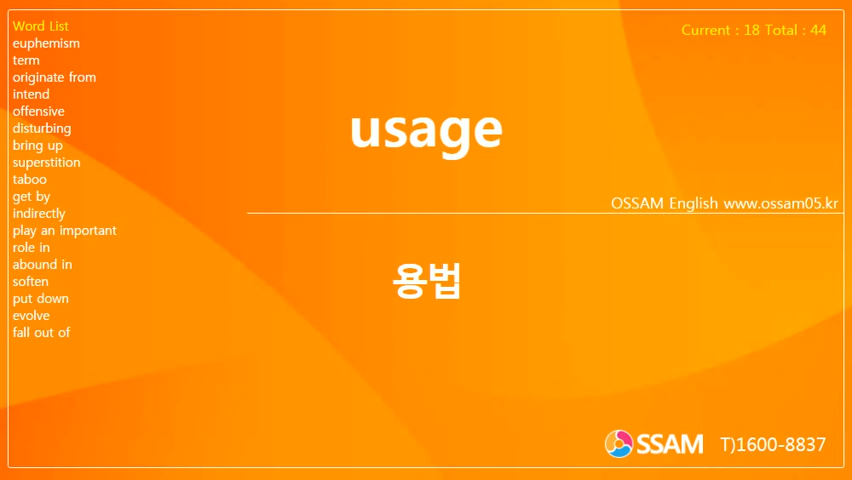 Word List
euphemism
term
originate from
intend
offensive
disturbing
bring up
superstition
taboo
get by
indirectly
play an important
role in
abound in
soften
put down
evolve
fall out of
Current : 18 Total : 44
usage
OSSAM English www.ossam05.kr
용법
OSSAM T)1600-8837